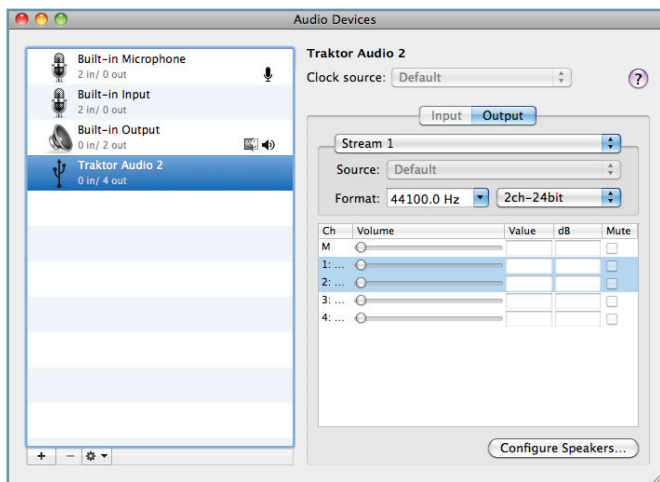 Audio Devices
Built-in Microphone
2 in/ 0 out
Built-in Input
2 in/ 0 out
Built-in Output
0 in/ 2 out
Traktor Audio 2
0 in/ 4 out
+ −
Traktor Audio 2
Clock source: Default ?
Input Output
Stream 1
Source: Default
Format: 44100.0 Hz 2ch-24bit
Ch Volume Value dB Mute
M
1: ...
2: ...
3: ...
4: ...
Configure Speakers...